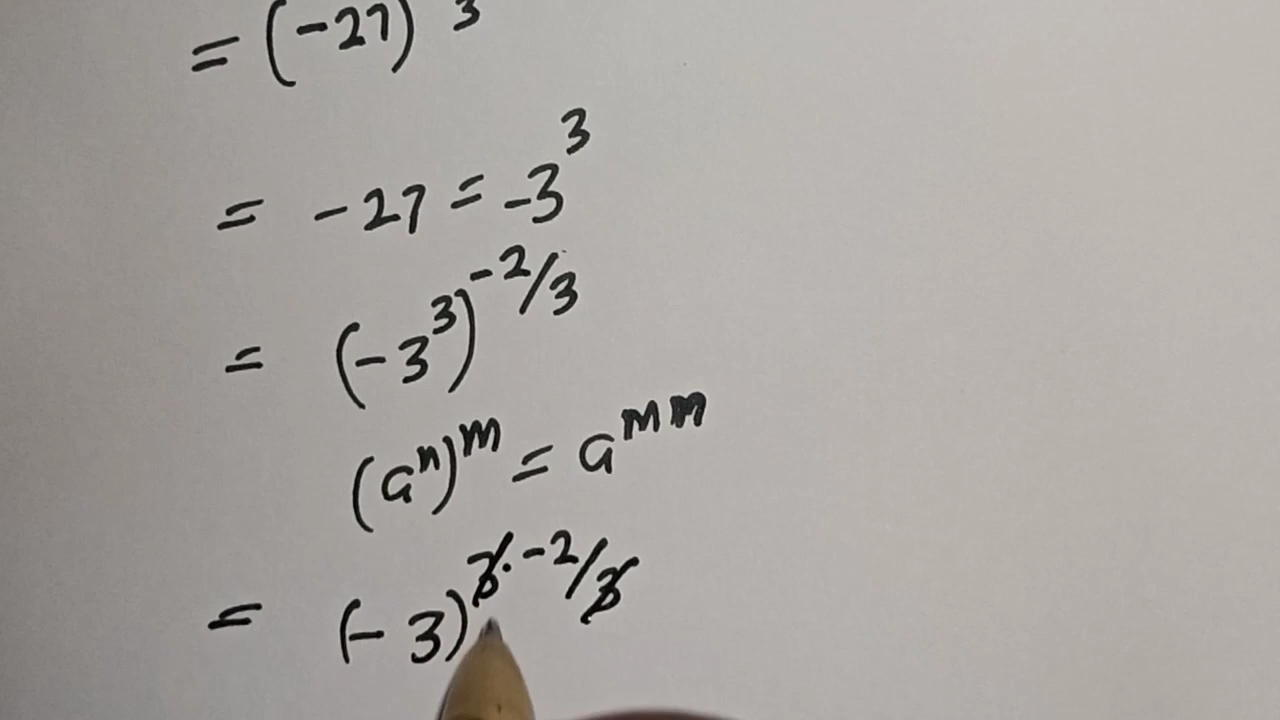 = (-27) 3
= -27 = -3^3
= (-3^3)^-2/3
(a^n)^m = a^mn
= (-3)^3·-2/3